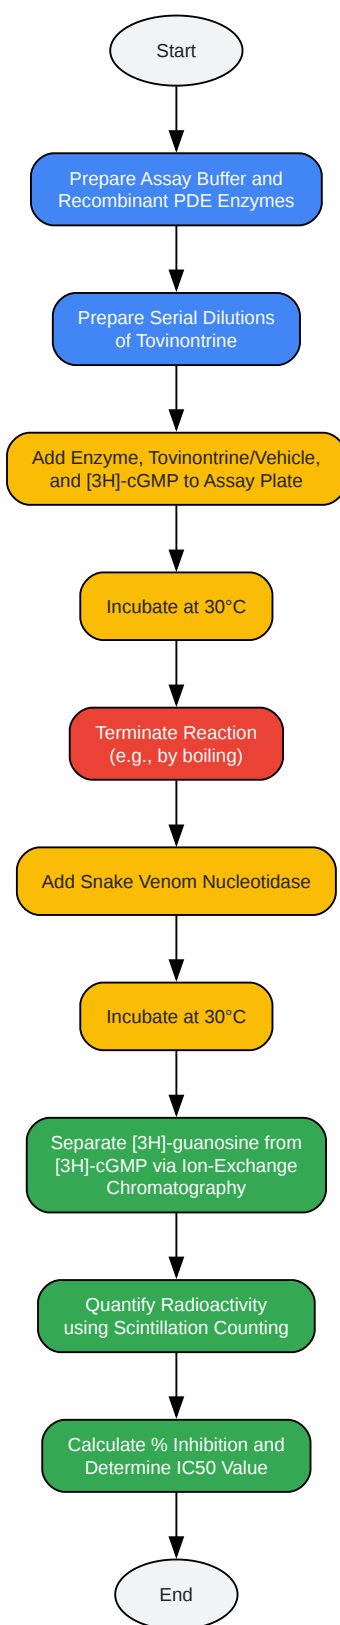 Start
Prepare Assay Buffer and
Recombinant PDE Enzymes
Prepare Serial Dilutions
of Tovinontrine
Add Enzyme, Tovinontrine/Vehicle,
and [3H]-cGMP to Assay Plate
Incubate at 30°C
Terminate Reaction
(e.g., by boiling)
Add Snake Venom Nucleotidase
Incubate at 30°C
Separate [3H]-guanosine from
[3H]-cGMP via Ion-Exchange
Chromatography
Quantify Radioactivity
using Scintillation Counting
Calculate % Inhibition and
Determine IC50 Value
End